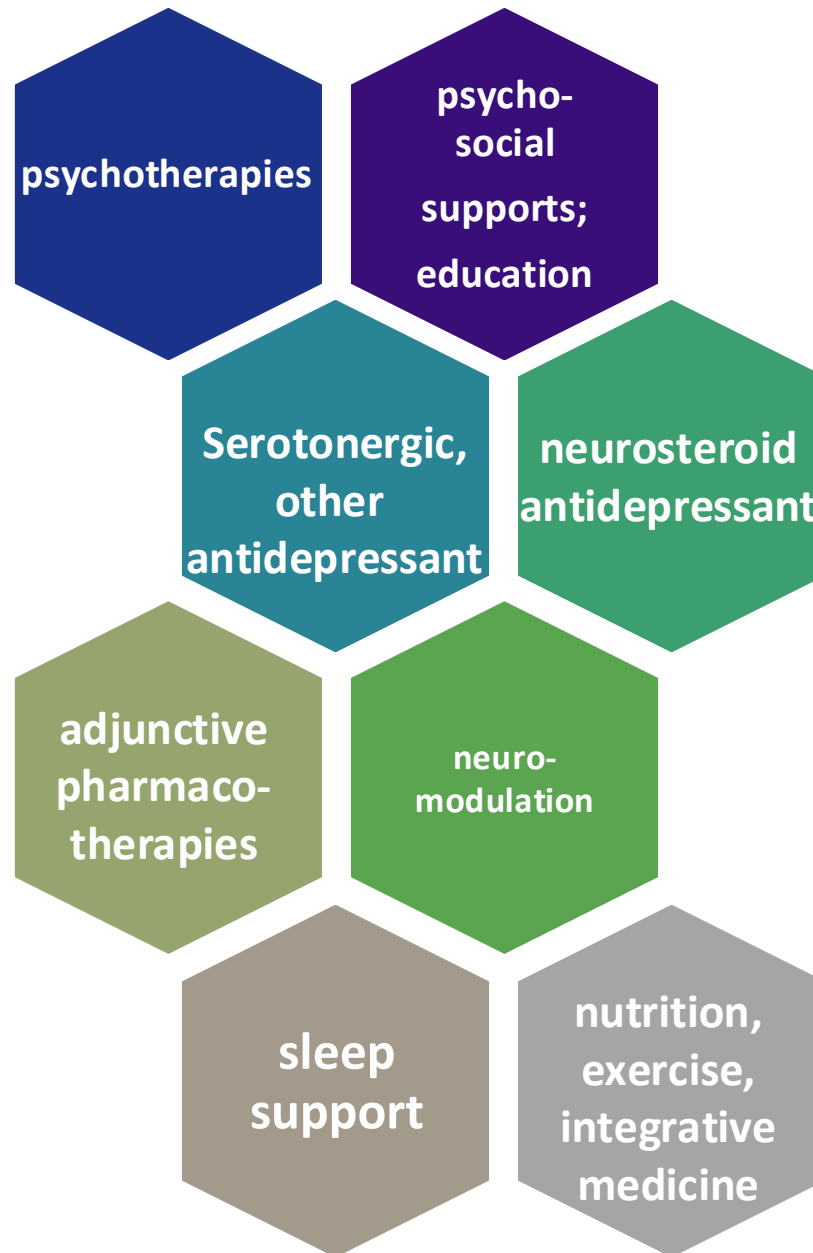 psychotherapies
psycho-
social
supports;
education
Serotonergic,
other
antidepressant
neurosteroid
antidepressant
adjunctive
pharmaco-
therapies
neuro-
modulation
sleep
support
nutrition,
exercise,
integrative
medicine